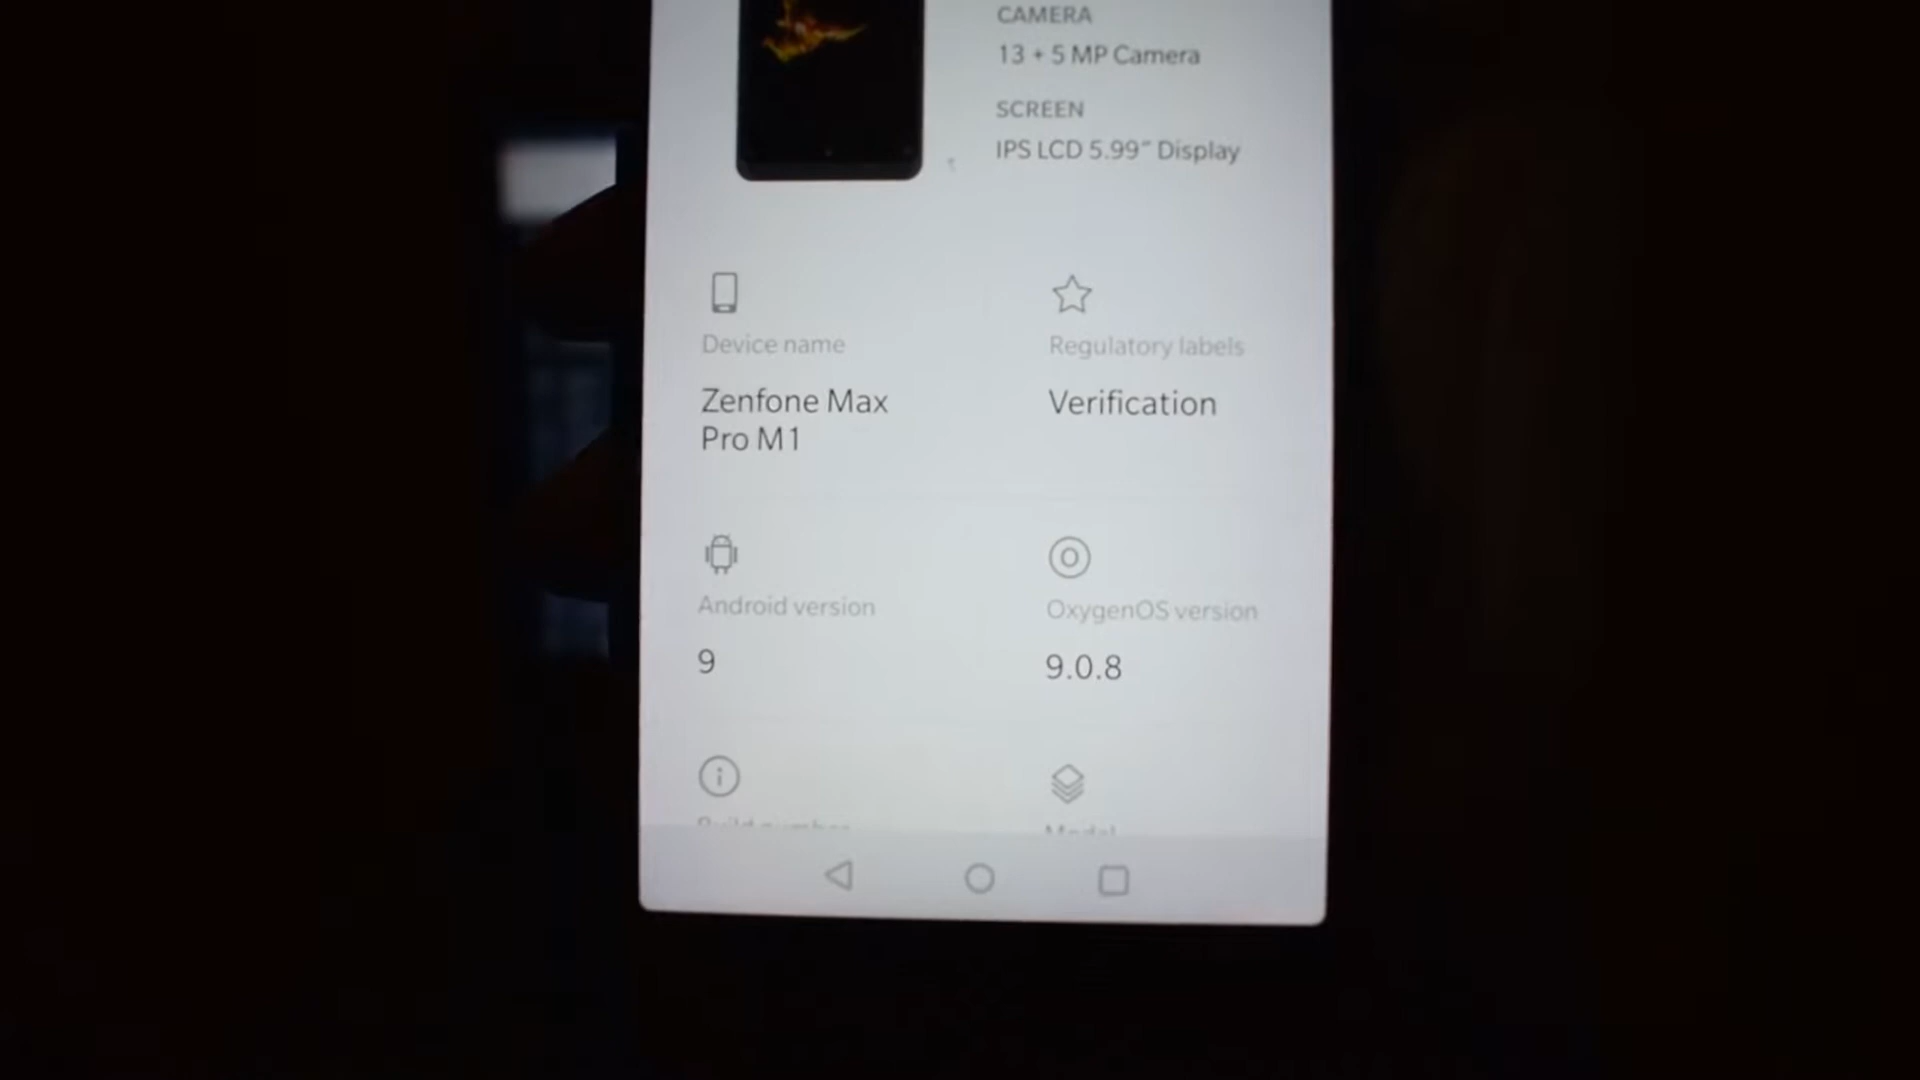 CAMERA
13 + 5 MP Camera
SCREEN
IPS LCD 5.99" Display
Device name
Zenfone Max
Pro M1
Regulatory labels
Verification
Android version
9
OxygenOS version
9.0.8